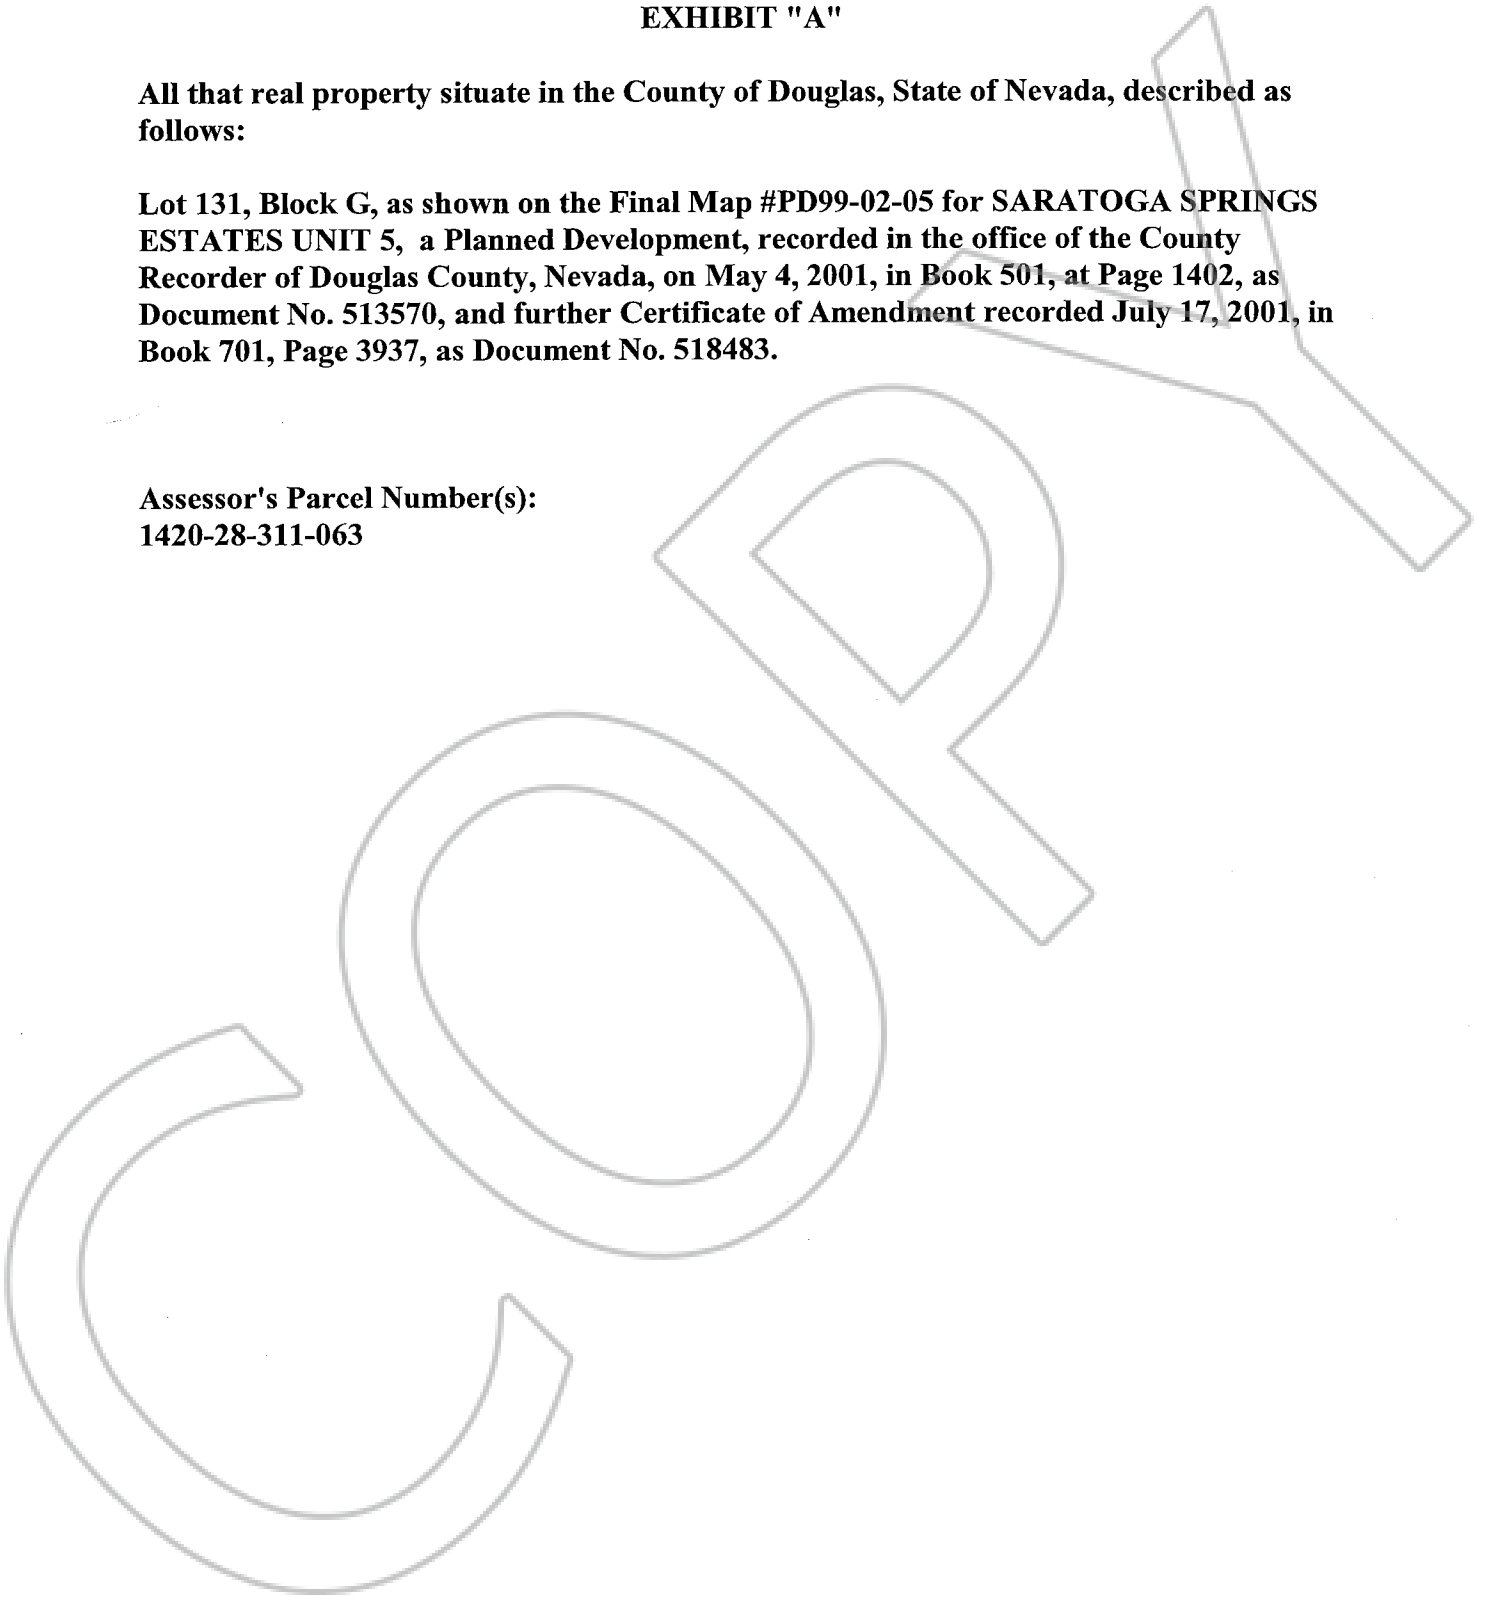 EXHIBIT "A"
All that real property situate in the County of Douglas, State of Nevada, described as
follows:
Lot 131, Block G, as shown on the Final Map #PD99-02-05 for SARATOGA SPRINGS
ESTATES UNIT 5,  a Planned Development, recorded in the office of the County
Recorder of Douglas County, Nevada, on May 4, 2001, in Book 501, at Page 1402, as
Document No. 513570, and further Certificate of Amendment recorded July 17, 2001, in
Book 701, Page 3937, as Document No. 518483.
Assessor's Parcel Number(s):
1420-28-311-063
COPY